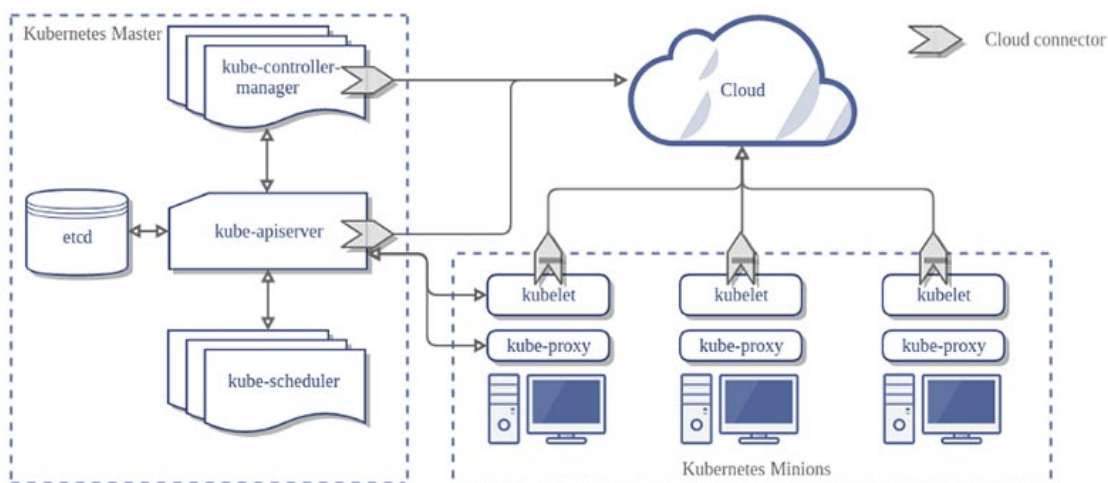 Kubernetes Master
kube-controller-
manager
Cloud connector
Cloud
etcd
kube-apiserver
kubelet
kubelet
kubelet
kube-proxy
kube-proxy
kube-proxy
kube-scheduler
Kubernetes Minions